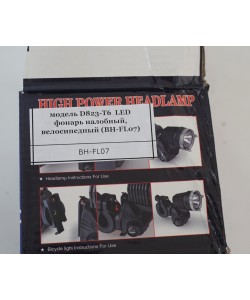 HIGH POWER HEADLAMP
модель D823-T6 LED
фонарь налобный,
велосипедный (BH-FL07)
BH-FL07
Headlamp Instructions For Use
Bicycle light Instructions For Use